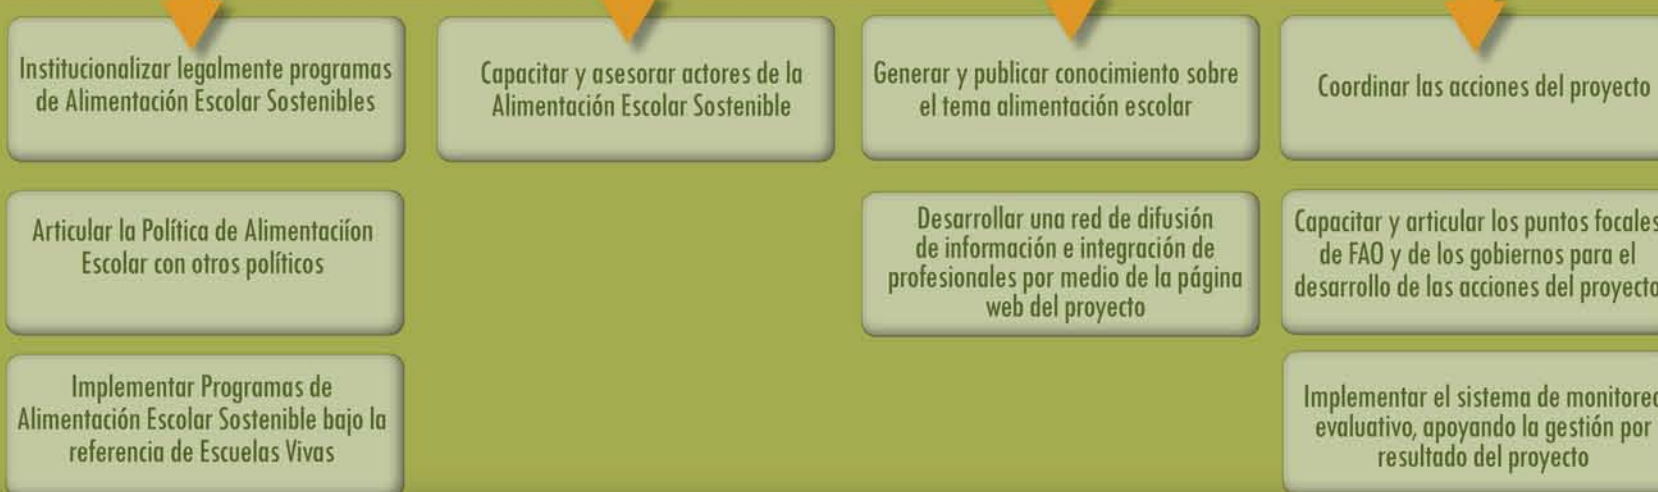 Institucionalizar legalmente programas
de Alimentación Escolar Sostenibles
Articular la Política de Alimentaciíon
Escolar con otros políticos
Implementar Programas de
Alimentación Escolar Sostenible bajo la
referencia de Escuelas Vivas
Capacitar y asesorar actores de la
Alimentación Escolar Sostenible
Generar y publicar conocimiento sobre
el tema alimentación escolar
Desarrollar una red de difusión
de información e integración de
profesionales por medio de la página
web del proyecto
Coordinar las acciones del proyecto
Capacitar y articular los puntos focales
de FAO y de los gobiernos para el
desarrollo de las acciones del proyecto
Implementar el sistema de monitoreo
evaluativo, apoyando la gestión por
resultado del proyecto